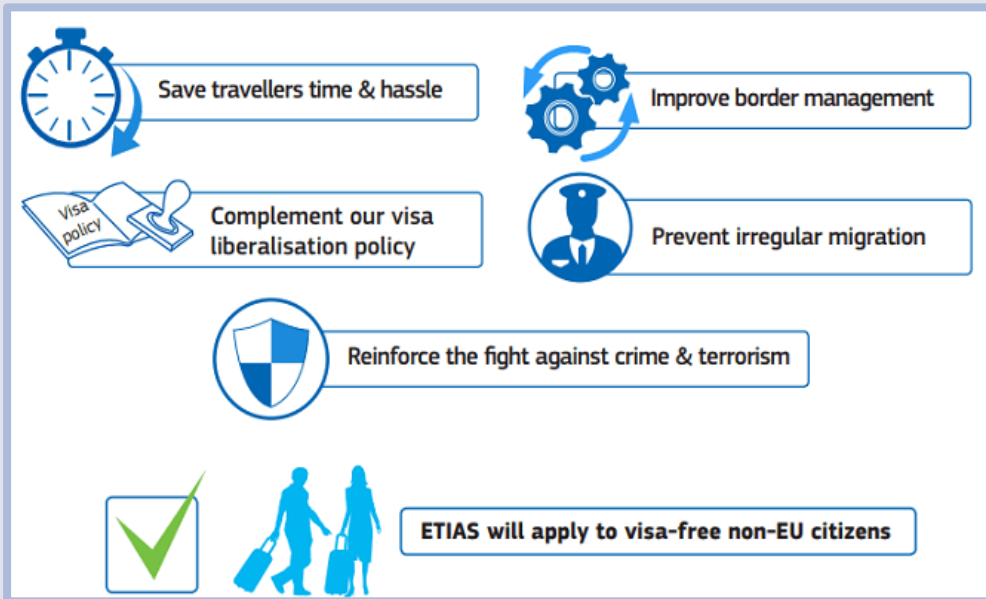 Save travellers time & hassle
Improve border management
Visa
policy
Complement our visa
liberalisation policy
Prevent irregular migration
Reinforce the fight against crime & terrorism
ETIAS will apply to visa-free non-EU citizens